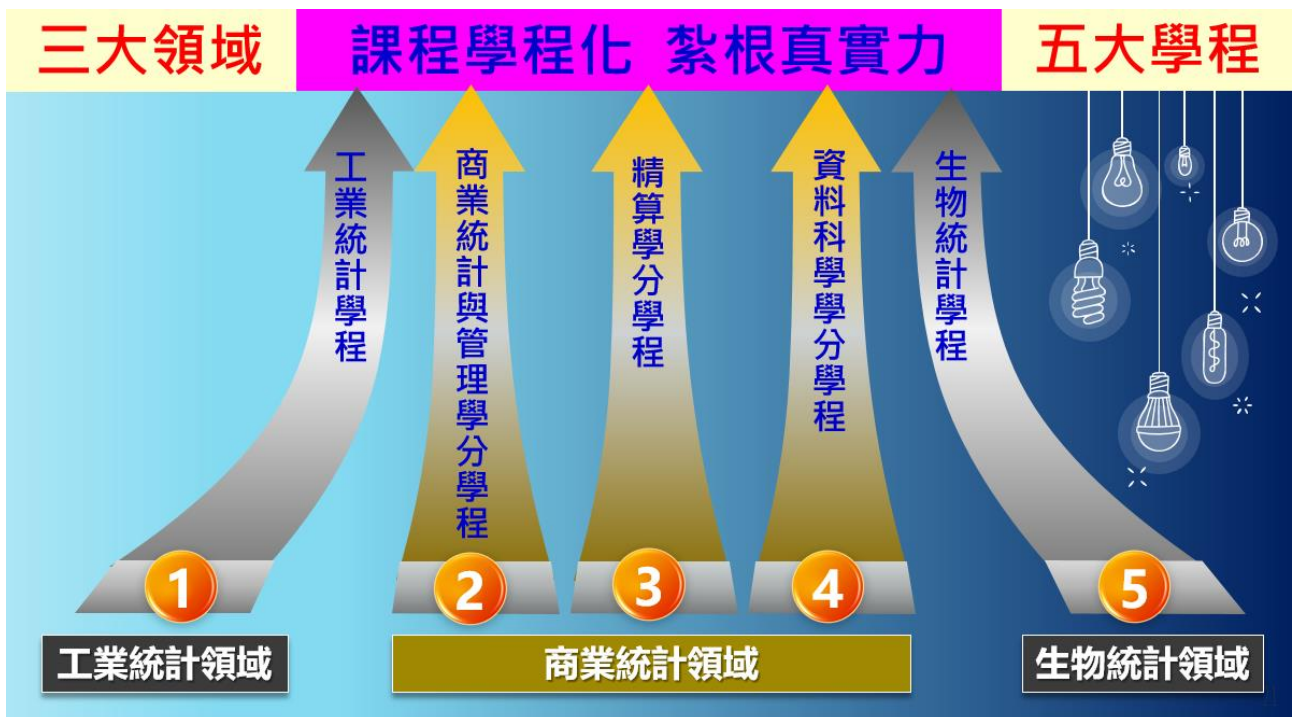 三大領域
課程學程化 紮根真實力
五大學程
工業統計學程
商業統計與管理學分學程
精算學分學程
資料科學學分學程
生物統計學程
1
2
3
4
5
工業統計領域
商業統計領域
生物統計領域